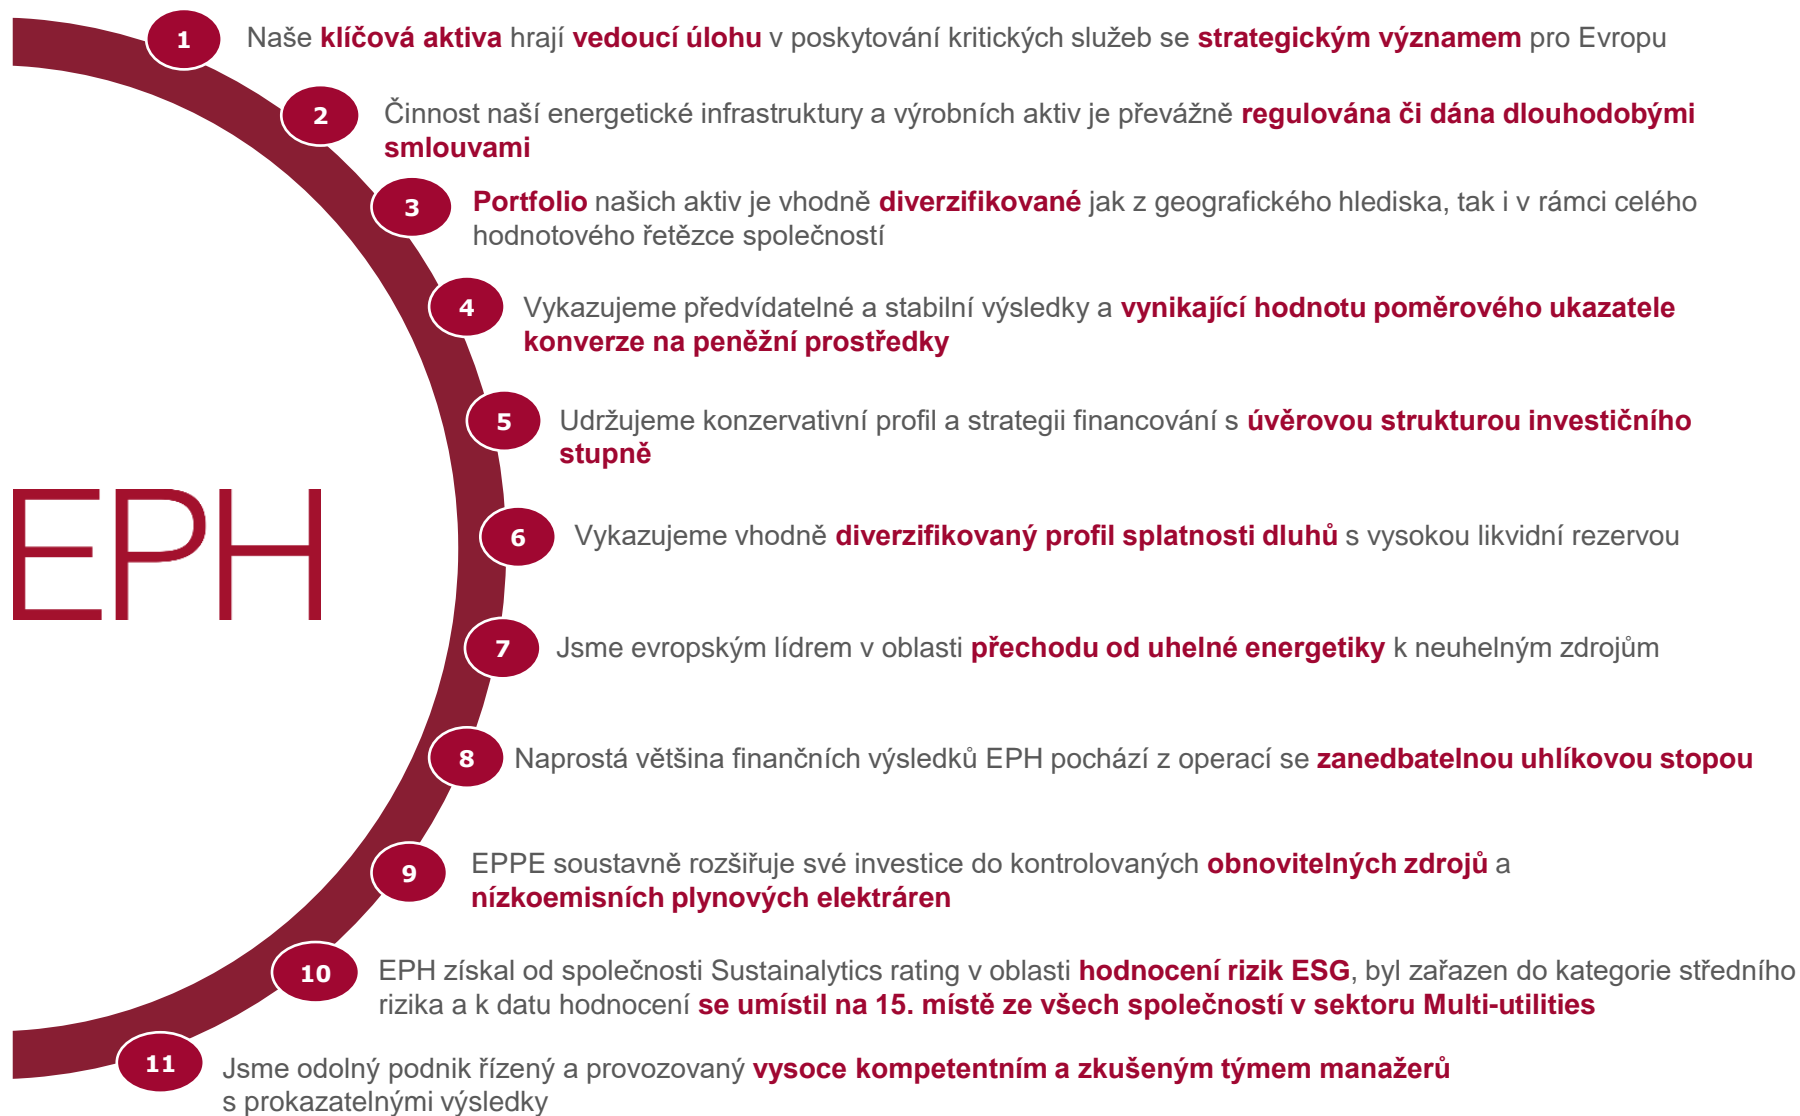 1 Naše klíčová aktiva hrají vedoucí úlohu v poskytování kritických služeb se strategickým významem pro Evropu
2 Činnost naší energetické infrastruktury a výrobních aktiv je převážně regulována či dána dlouhodobými
smlouvami
3 Portfolio našich aktiv je vhodně diverzifikované jak z geografického hlediska, tak i v rámci celého
hodnotového řetězce společností
4 Vykazujeme předvídatelné a stabilní výsledky a vynikající hodnotu poměrového ukazatele
konverze na peněžní prostředky
5 Udržujeme konzervativní profil a strategii financování s úvěrovou strukturou investičního
stupně
EPH
6 Vykazujeme vhodně diverzifikovaný profil splatnosti dluhů s vysokou likvidní rezervou
7 Jsme evropským lídrem v oblasti přechodu od uhelné energetiky k neuhelným zdrojům
8 Naprostá většina finančních výsledků EPH pochází z operací se zanedbatelnou uhlíkovou stopou
9 EPPE soustavně rozšiřuje své investice do kontrolovaných obnovitelných zdrojů a
nízkoemisních plynových elektráren
10 EPH získal od společnosti Sustainalytics rating v oblasti hodnocení rizik ESG, byl zařazen do kategorie středního
rizika a k datu hodnocení se umístil na 15. místě ze všech společností v sektoru Multi-utilities
11 Jsme odolný podnik řízený a provozovaný vysoce kompetentním a zkušeným týmem manažerů
s prokazatelnými výsledky